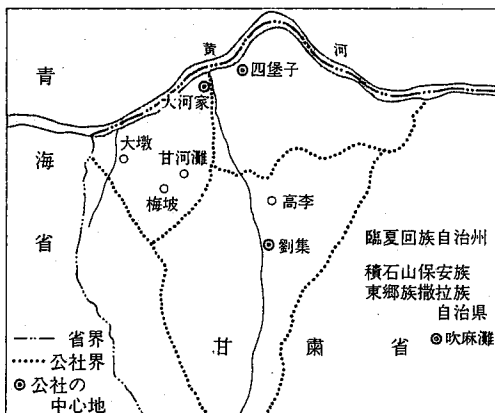 黄
河
青
海
省
四堡子
大河家
大墩
甘河灘
梅坡
高李
劉集
臨夏回族自治州
積石山保安族
東郷族撒拉族
自治県
吹麻灘
甘
粛
省
省界
公社界
公社の
中心地